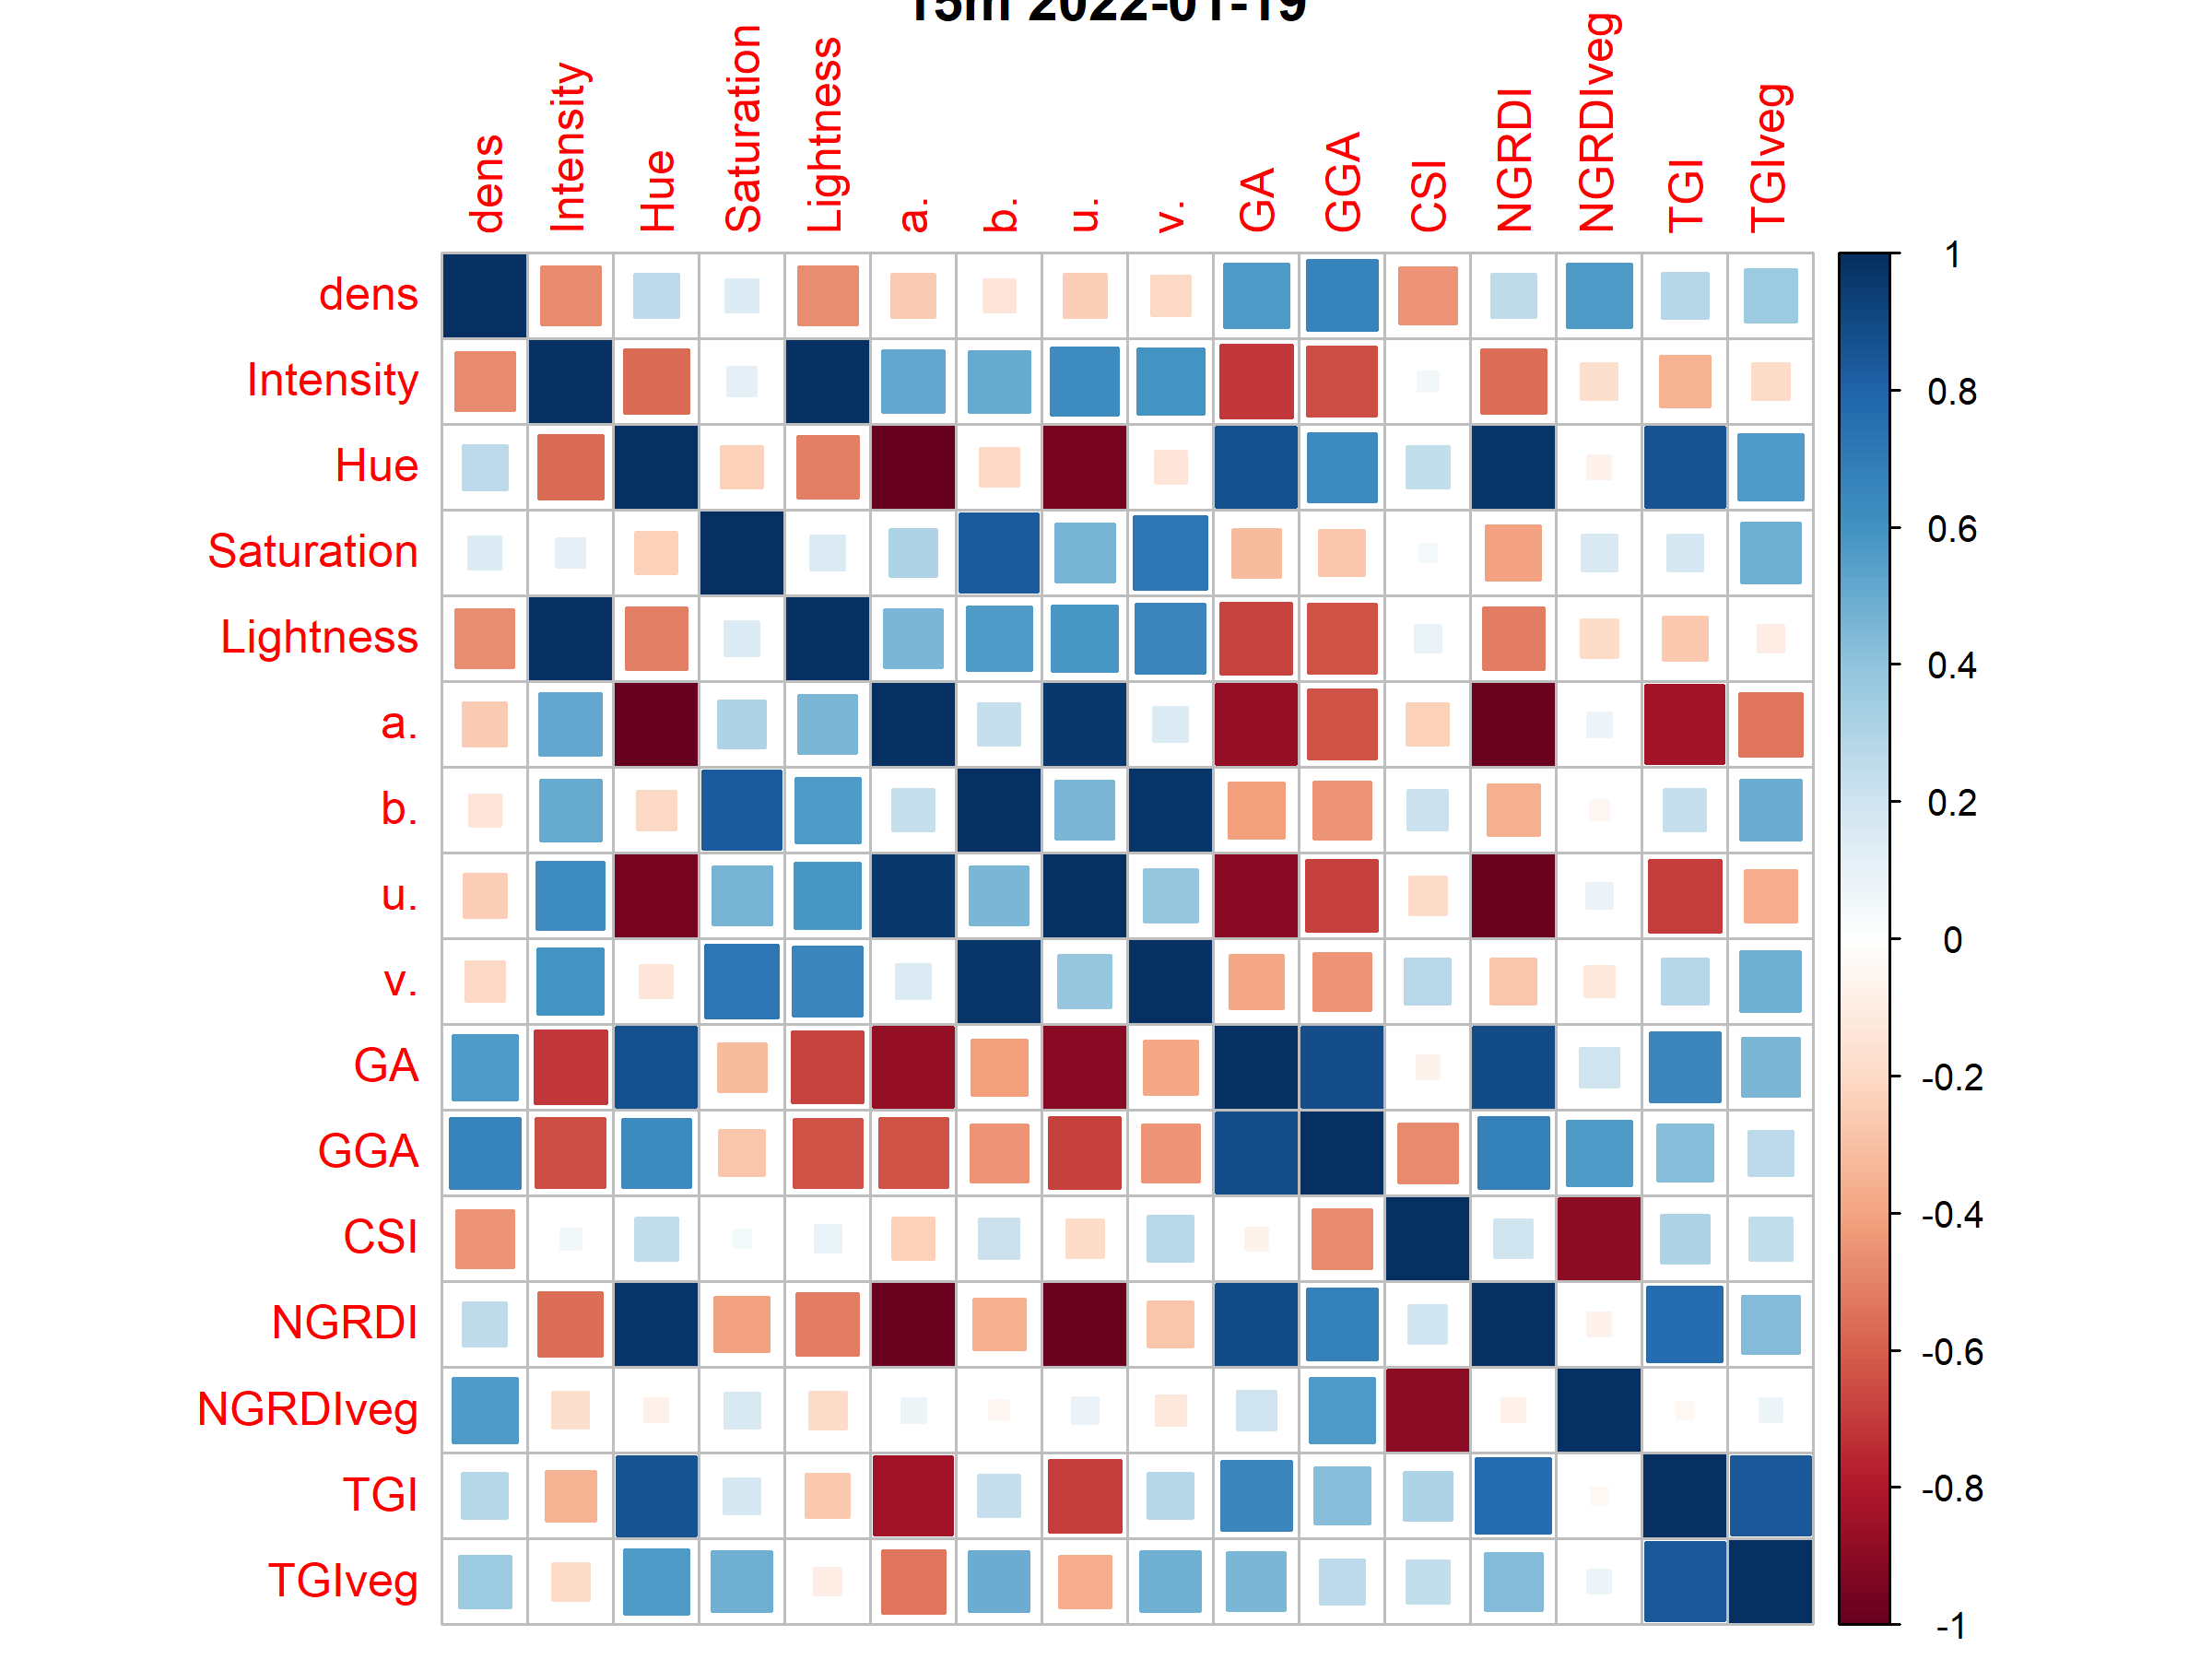 15m 2022-01-19
dens Intensity Hue Saturation Lightness a. b. u. v. GA GGA CSI NGRDI NGRDIveg TGI TGIveg
dens
Intensity
Hue
Saturation
Lightness
a.
b.
u.
v.
GA
GGA
CSI
NGRDI
NGRDIveg
TGI
TGIveg
1
0.8
0.6
0.4
0.2
0
-0.2
-0.4
-0.6
-0.8
-1